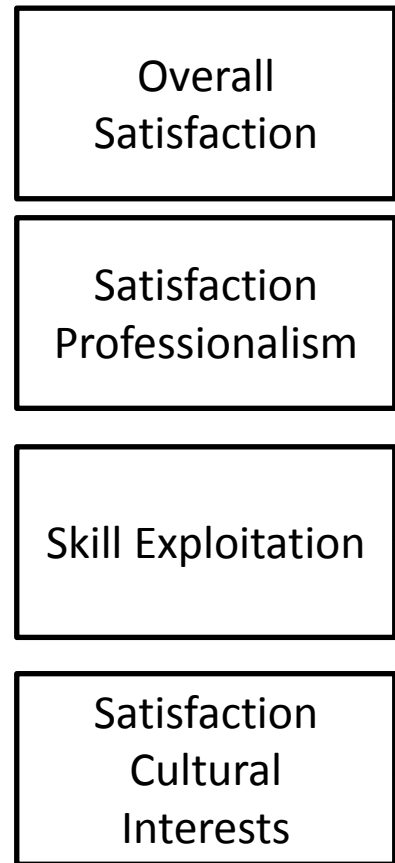 Overall
Satisfaction
Satisfaction
Professionalism
Skill Exploitation
Satisfaction
Cultural
Interests